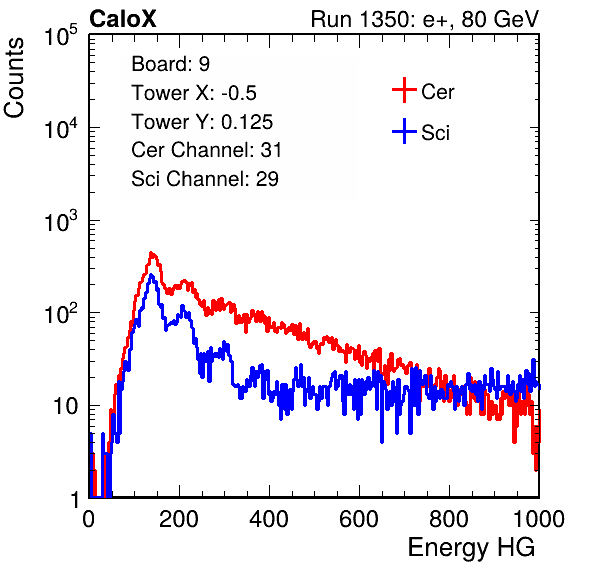 CaloX Run 1350: e+, 80 GeV
Counts
Board: 9
Tower X: -0.5
Tower Y: 0.125
Cer Channel: 31
Sci Channel: 29
Cer
Sci
10^5
10^4
10^3
10^2
10
1
0 200 400 600 800 1000
Energy HG